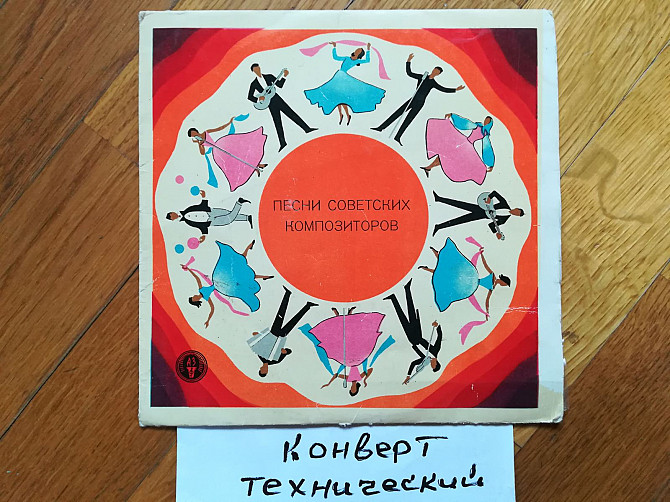 ПЕСНИ СОВЕТСКИХ
КОМПОЗИТОРОВ
Конверт
технический